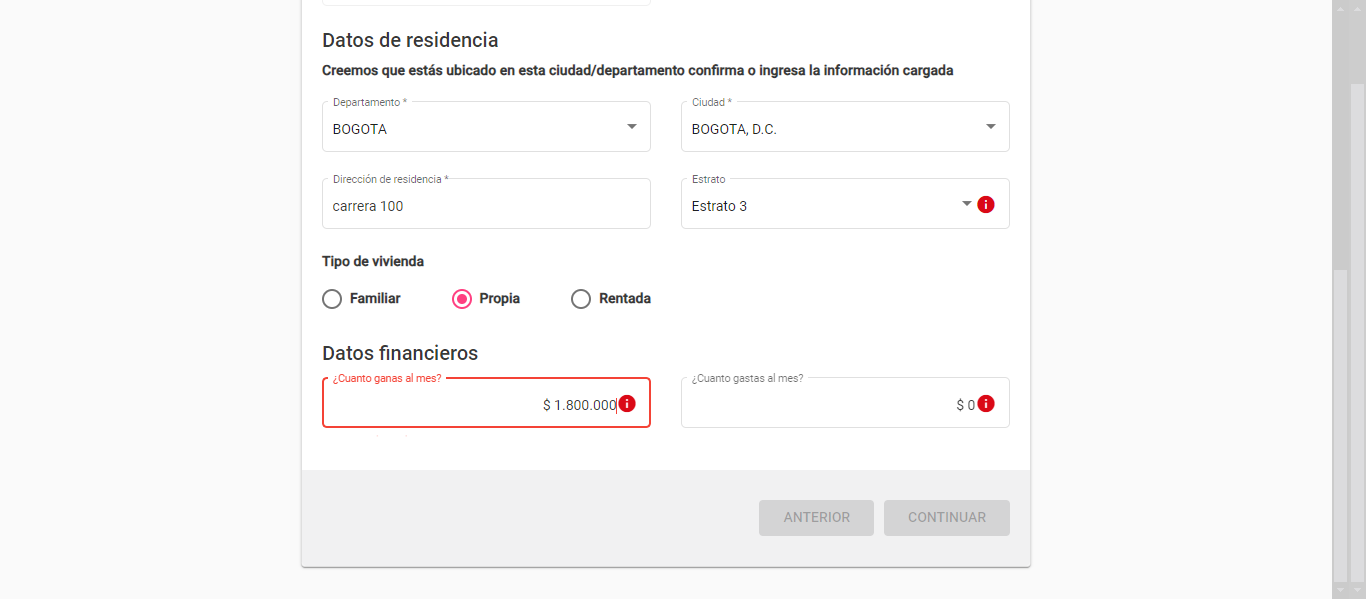 Datos de residencia
Creemos que estás ubicado en esta ciudad/departamento confirma o ingresa la información cargada
Departamento * Ciudad *
BOGOTA BOGOTA, D.C.
Dirección de residencia * Estrato
carrera 100 Estrato 3
Tipo de vivienda
Familiar Propia Rentada
Datos financieros
¿Cuanto ganas al mes? ¿Cuanto gastas al mes?
$ 1.800.000 $ 0
ANTERIOR CONTINUAR